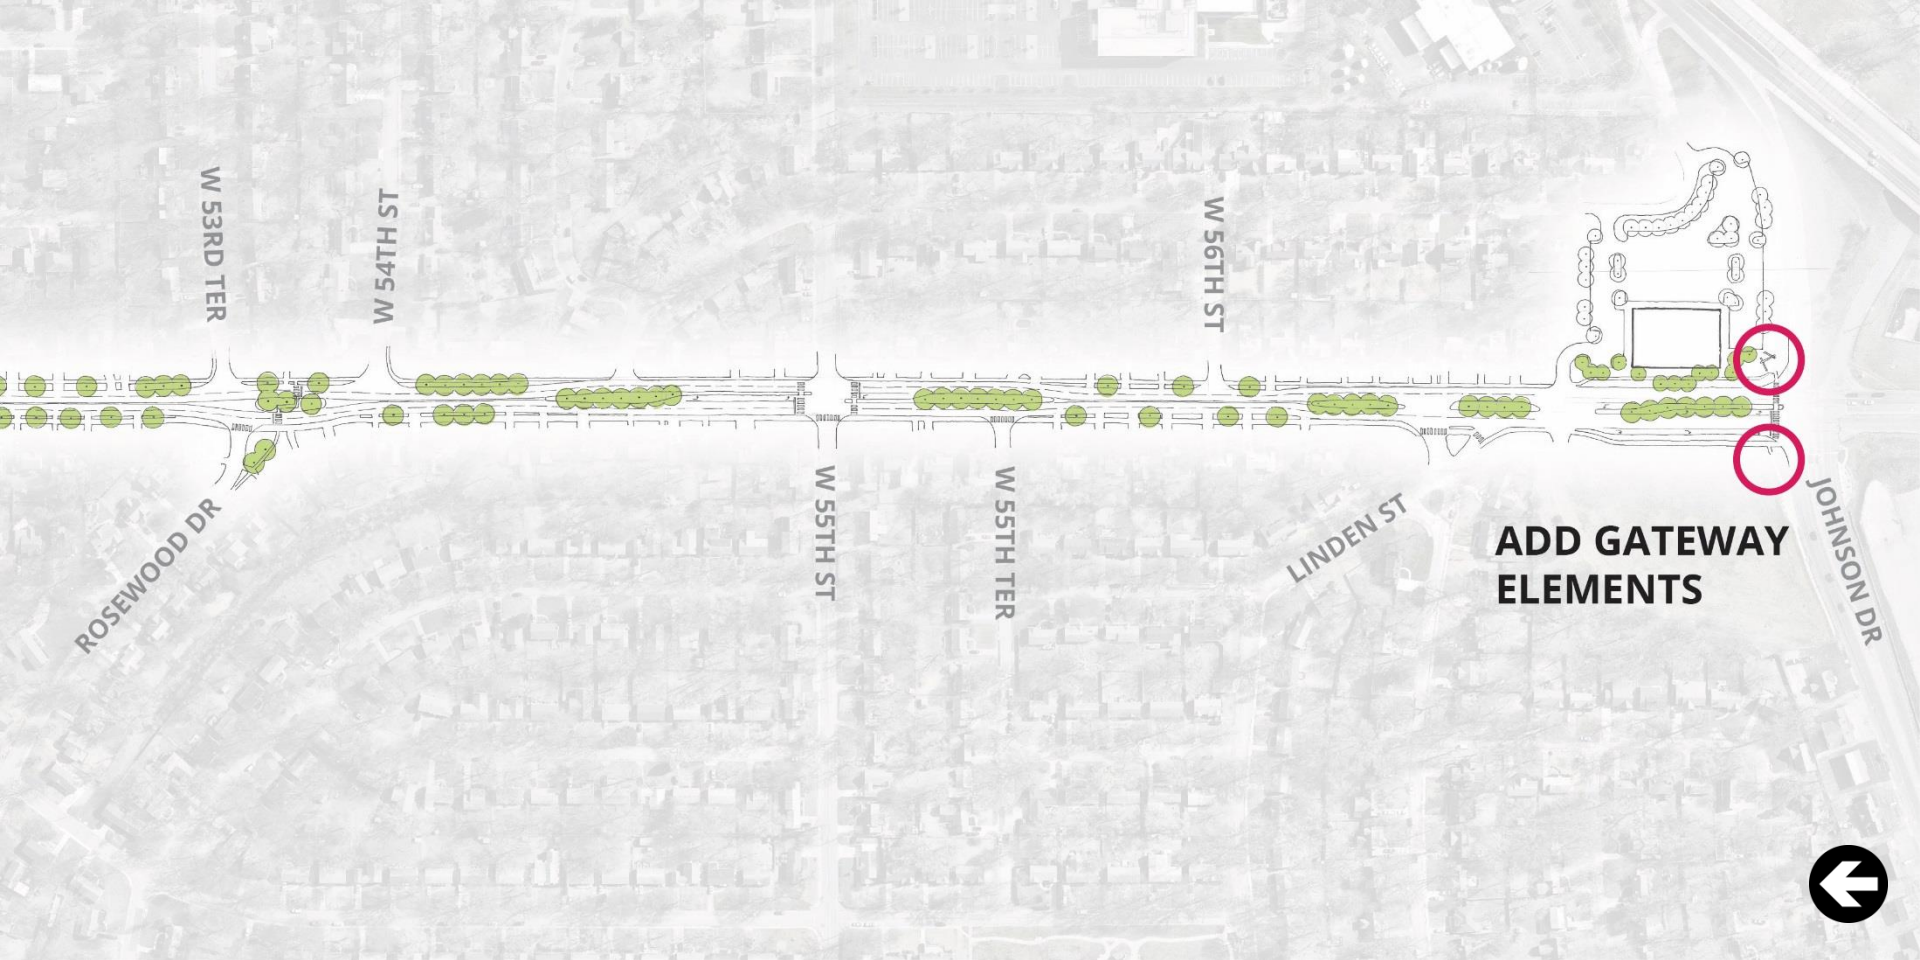 W 53RD TER
W 54TH ST
W 56TH ST
ROSEWOOD DR
W 55TH ST
W 55TH TER
LINDEN ST
JOHNSON DR
ADD GATEWAY
ELEMENTS